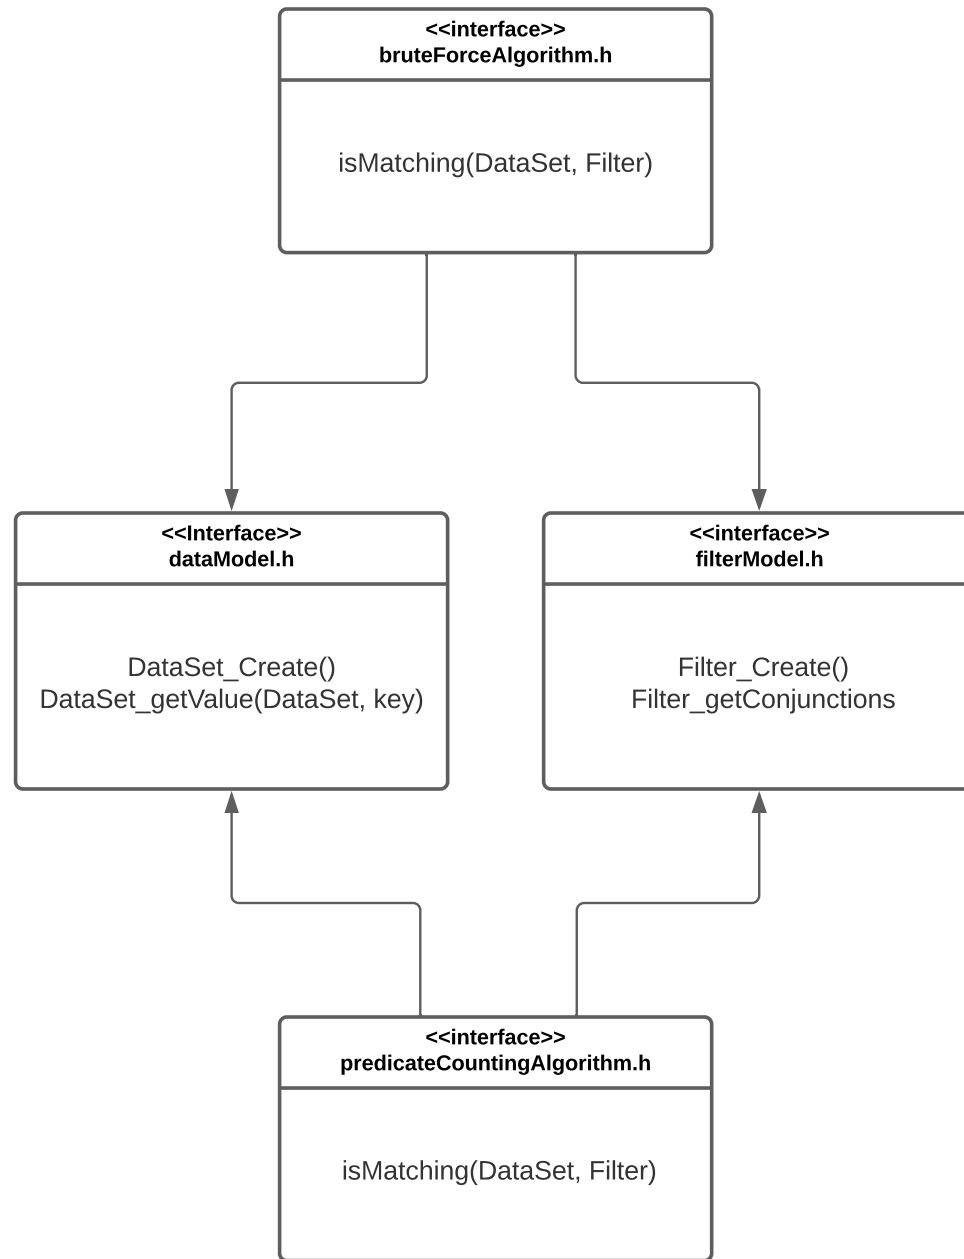 <<interface>>
bruteForceAlgorithm.h
isMatching(DataSet, Filter)
<<Interface>>
dataModel.h
DataSet_Create()
DataSet_getValue(DataSet, key)
<<interface>>
filterModel.h
Filter_Create()
Filter_getConjunctions
<<interface>>
predicateCountingAlgorithm.h
isMatching(DataSet, Filter)